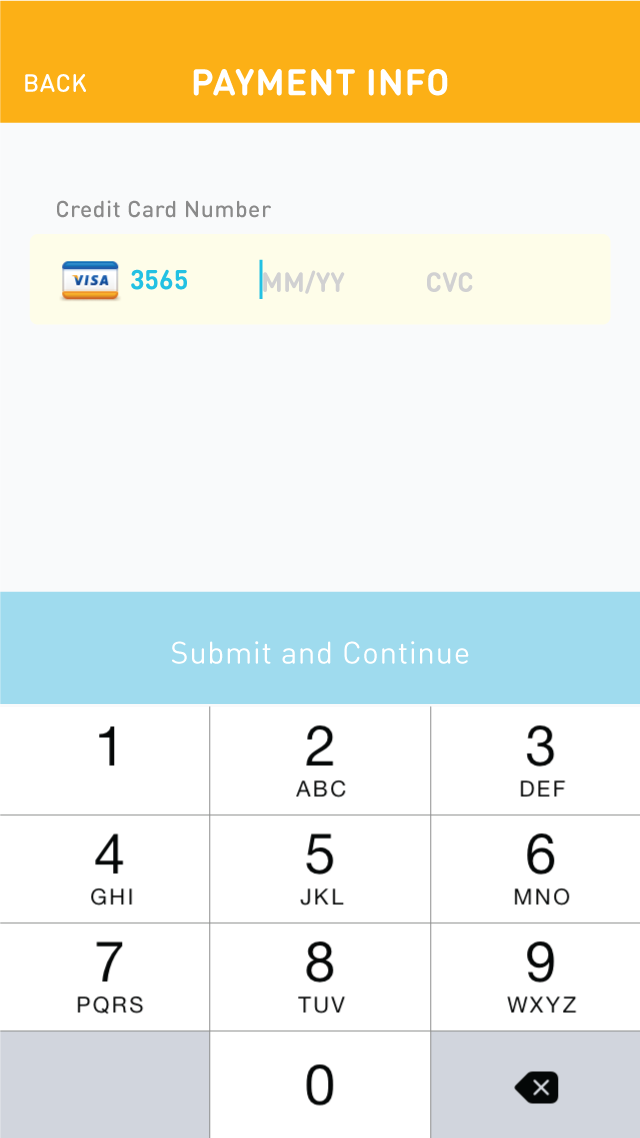 BACK PAYMENT INFO
Credit Card Number
VISA 3565 MM/YY CVC
Submit and Continue
1 2 3
ABC DEF
4 5 6
GHI JKL MNO
7 8 9
PQRS TUV WXYZ
0